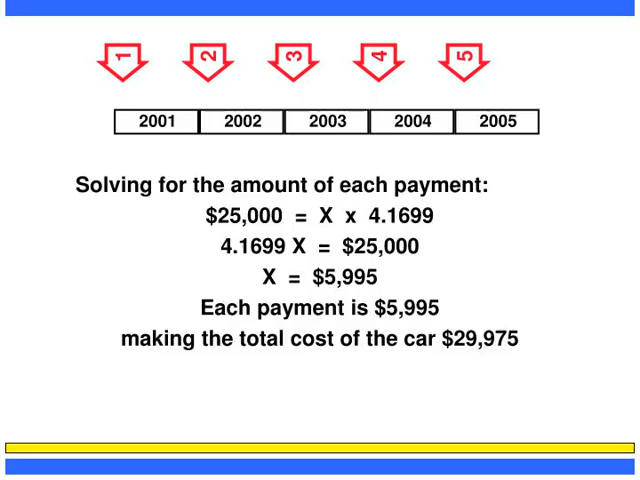 1 2 3 4 5
2001 2002 2003 2004 2005
Solving for the amount of each payment:
$25,000 = X x 4.1699
4.1699 X = $25,000
X = $5,995
Each payment is $5,995
making the total cost of the car $29,975